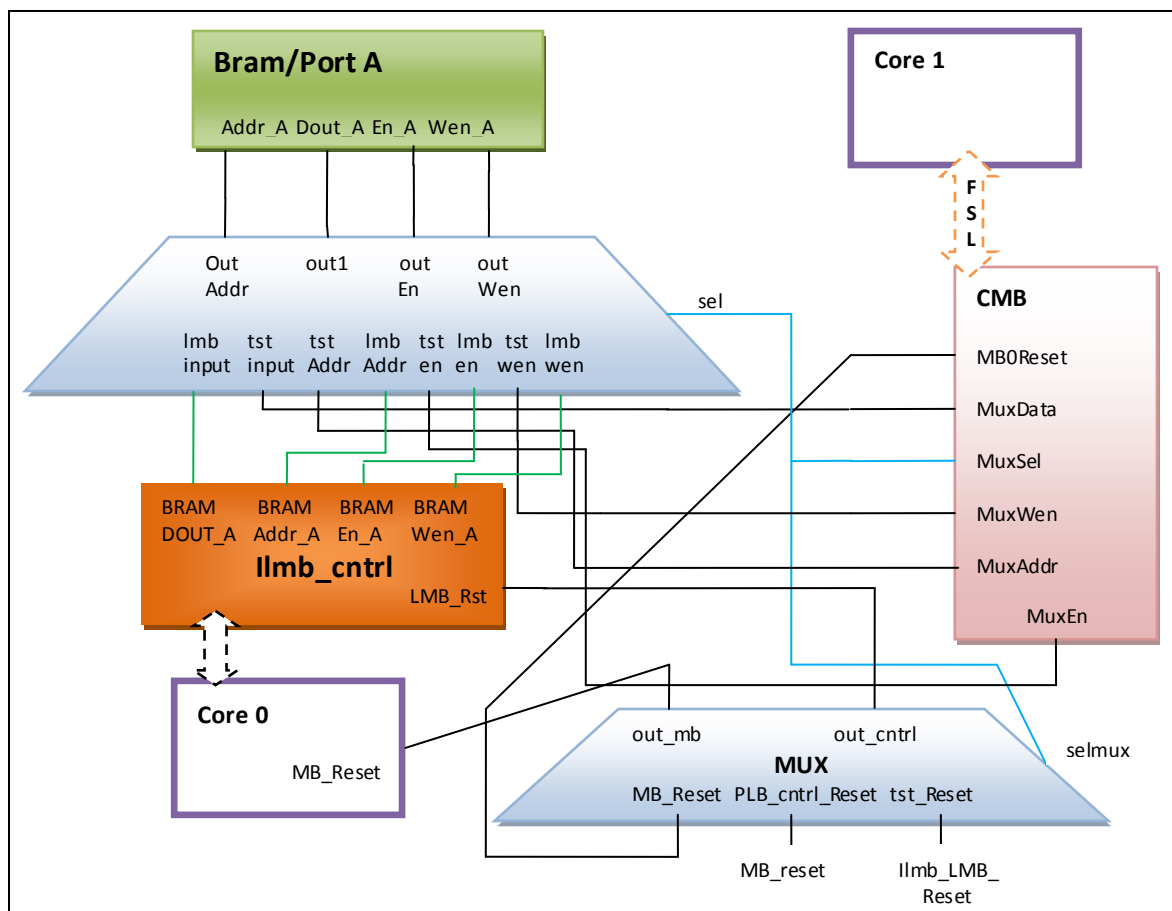 Bram/Port A
Addr_A Dout_A En_A Wen_A
Core 1
F
S
L
Out
Addr
out1
out
En
out
Wen
sel
lmb
input
tst
input
tst
Addr
lmb
Addr
tst
en
lmb
en
tst
wen
lmb
wen
CMB
MB0Reset
MuxData
MuxSel
MuxWen
MuxAddr
MuxEn
BRAM
DOUT_A
BRAM
Addr_A
BRAM
En_A
BRAM
Wen_A
Ilmb_cntrl
LMB_Rst
Core 0
MB_Reset
out_mb
out_cntrl
selmux
MUX
MB_Reset PLB_cntrl_Reset tst_Reset
MB_reset
Ilmb_LMB_
Reset